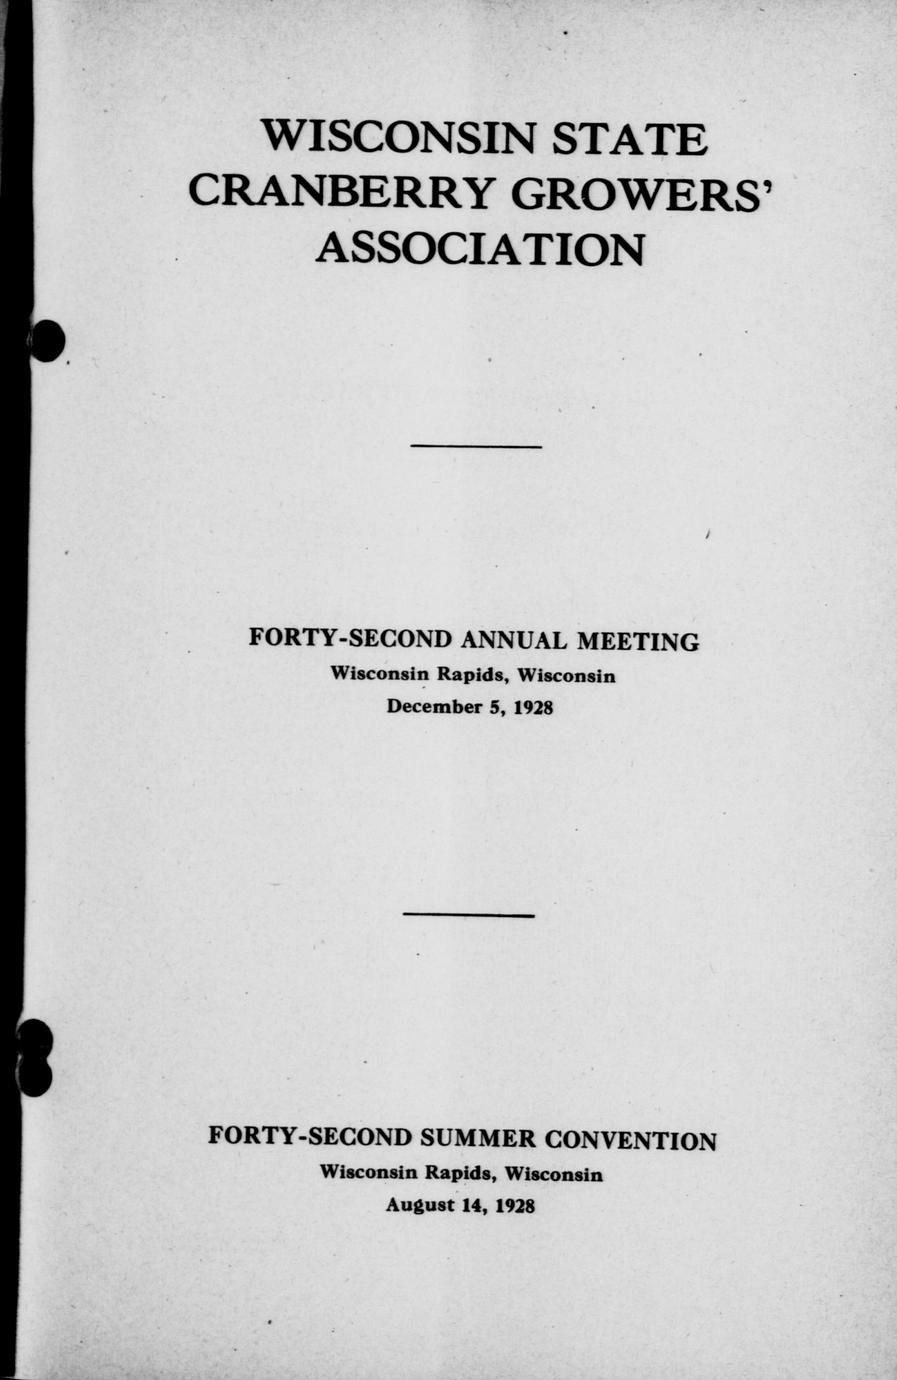 WISCONSIN STATE
CRANBERRY GROWERS'
ASSOCIATION
FORTY-SECOND ANNUAL MEETING
Wisconsin Rapids, Wisconsin
December 5, 1928
FORTY-SECOND SUMMER CONVENTION
Wisconsin Rapids, Wisconsin
August 14, 1928